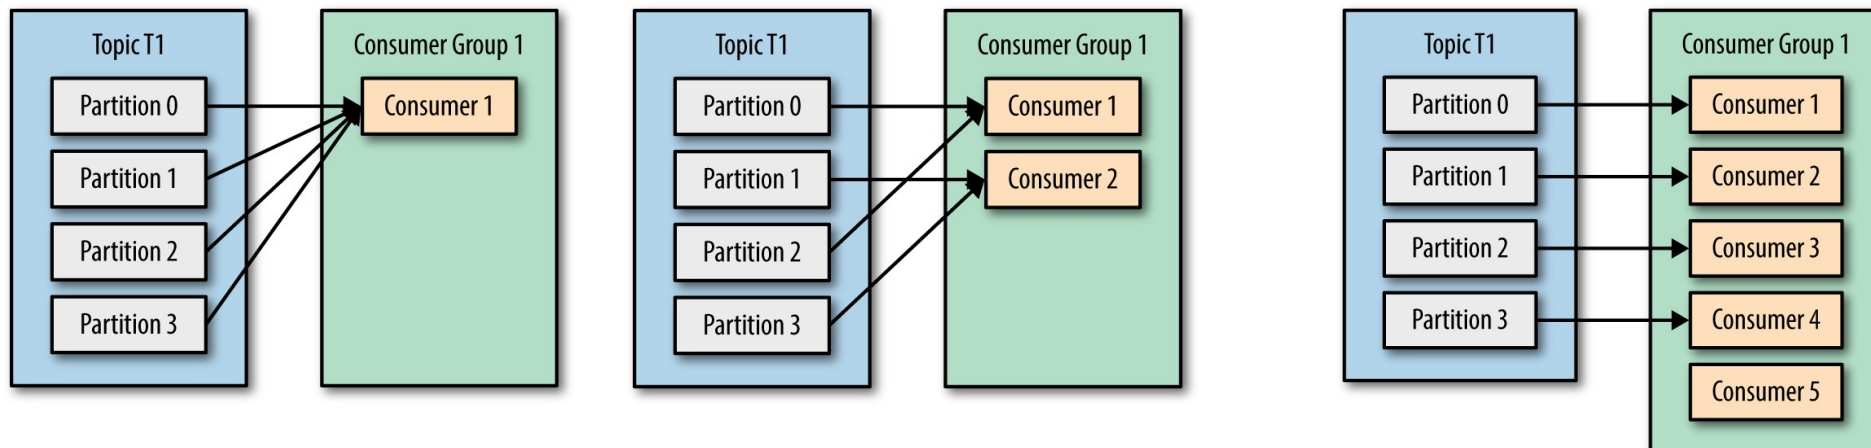 Topic T1
Partition 0
Partition 1
Partition 2
Partition 3
Consumer Group 1
Consumer 1
Topic T1
Partition 0
Partition 1
Partition 2
Partition 3
Consumer Group 1
Consumer 1
Consumer 2
Topic T1
Partition 0
Partition 1
Partition 2
Partition 3
Consumer Group 1
Consumer 1
Consumer 2
Consumer 3
Consumer 4
Consumer 5